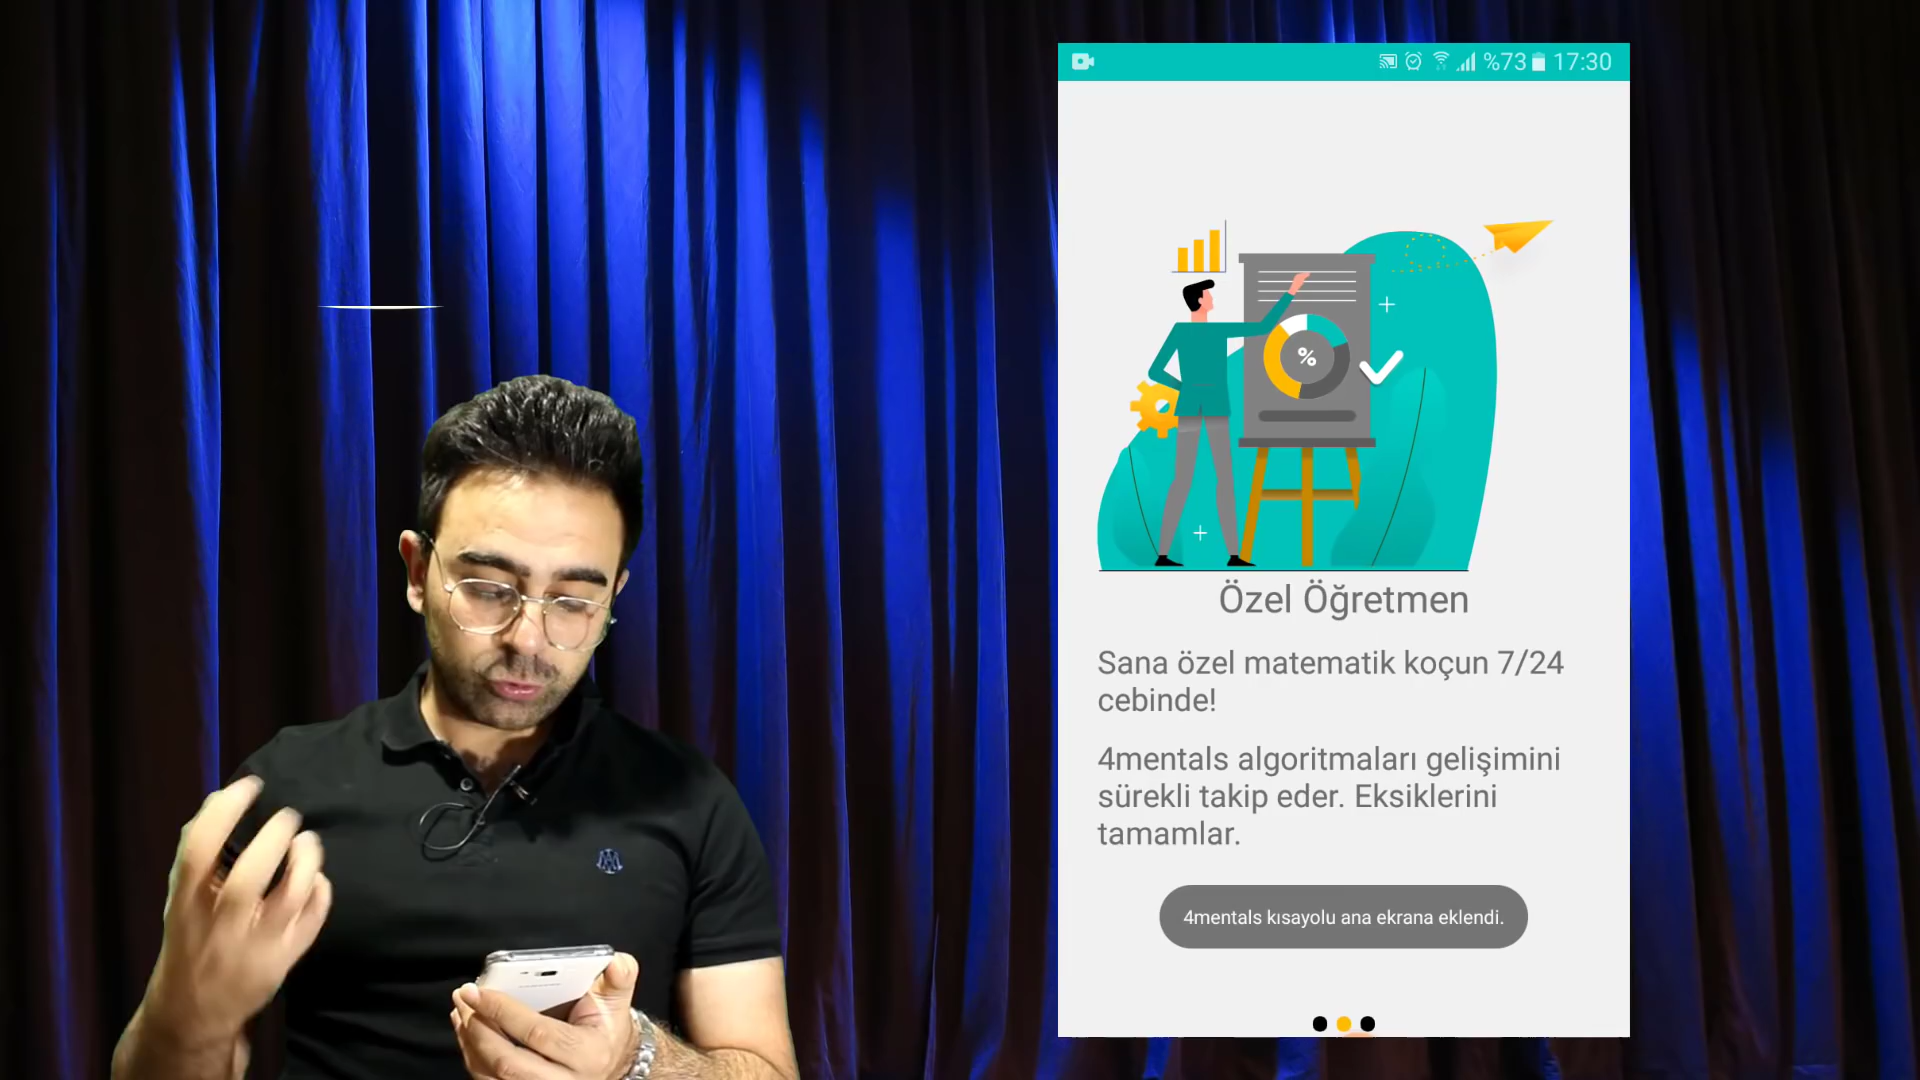 %73 17:30
%
Özel Öğretmen
Sana özel matematik koçun 7/24
cebinde!
4mentals algoritmaları gelişimini
sürekli takip eder. Eksiklerini
tamamlar.
4mentals kısayolu ana ekrana eklendi.